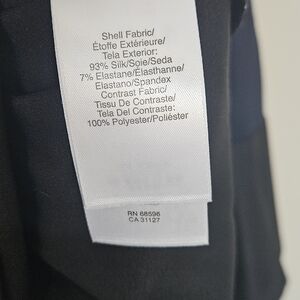 Shell Fabric/
Étoffe Extérieure/
Tela Exterior:
93% Silk/Soie/Seda
7% Elastane/Élasthanne/
Elastano/Spandex
Contrast Fabric/
Tissu De Contraste/
Tela Del Contraste:
100% Polyester/Poliéster
RN 68596
CA 31127